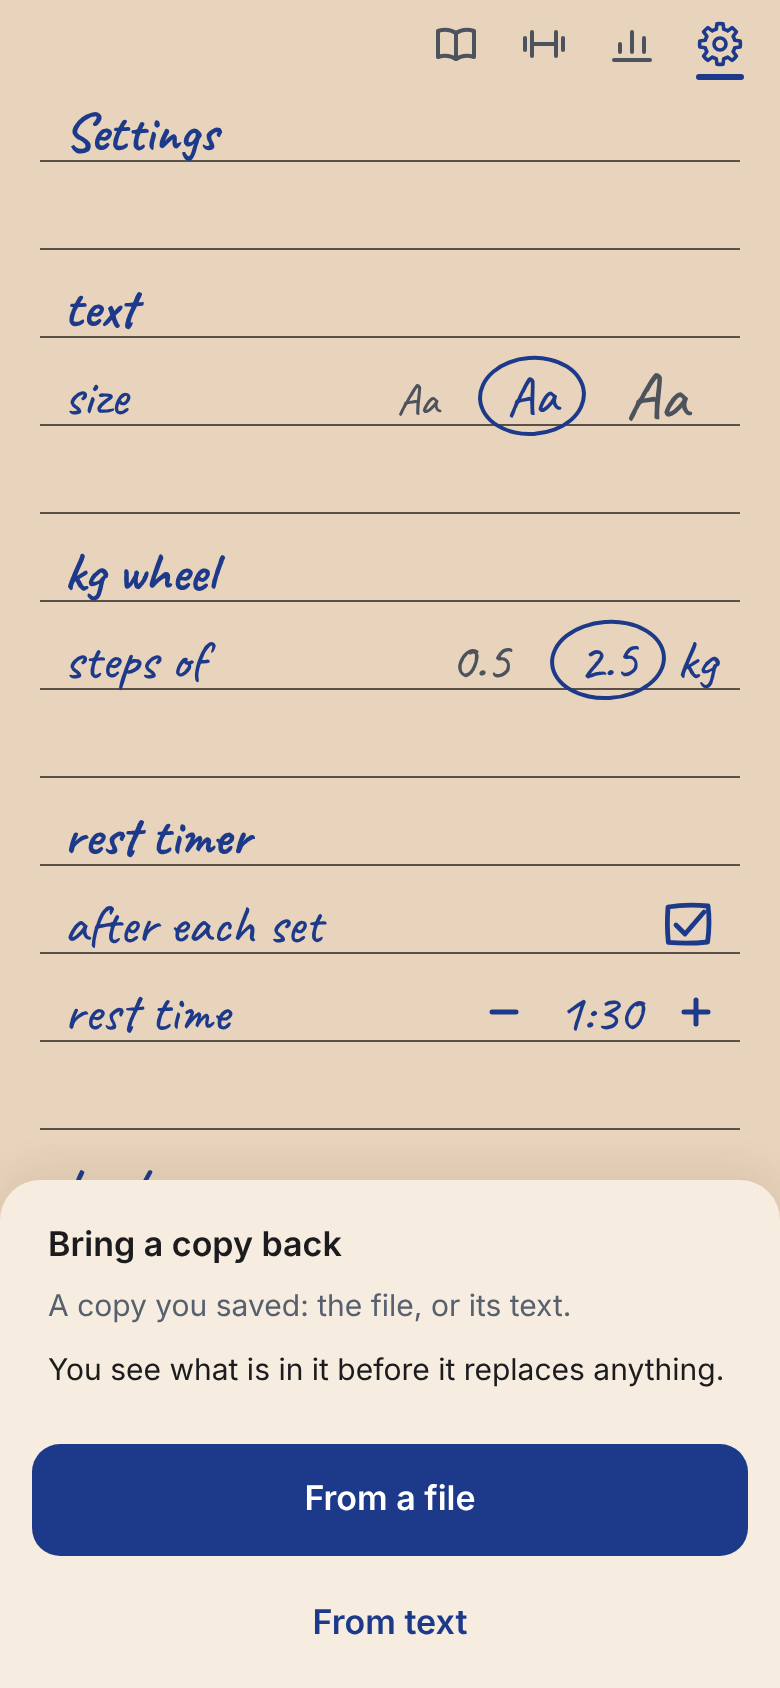 Settings
text
size Aa Aa Aa
kg wheel
steps of 0.5 2.5 kg
rest timer
after each set
rest time − 1:30 +
Bring a copy back
A copy you saved: the file, or its text.
You see what is in it before it replaces anything.
From a file
From text